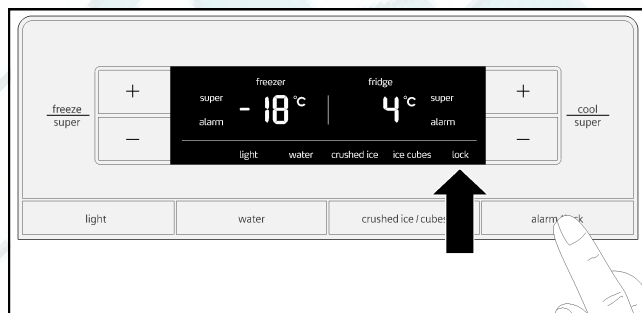 freeze
super
+
−
freezer
super
alarm
-18 °C
fridge
4 °C
super
alarm
light water crushed ice ice cubes lock
+
−
cool
super
light
water
crushed ice / cubes